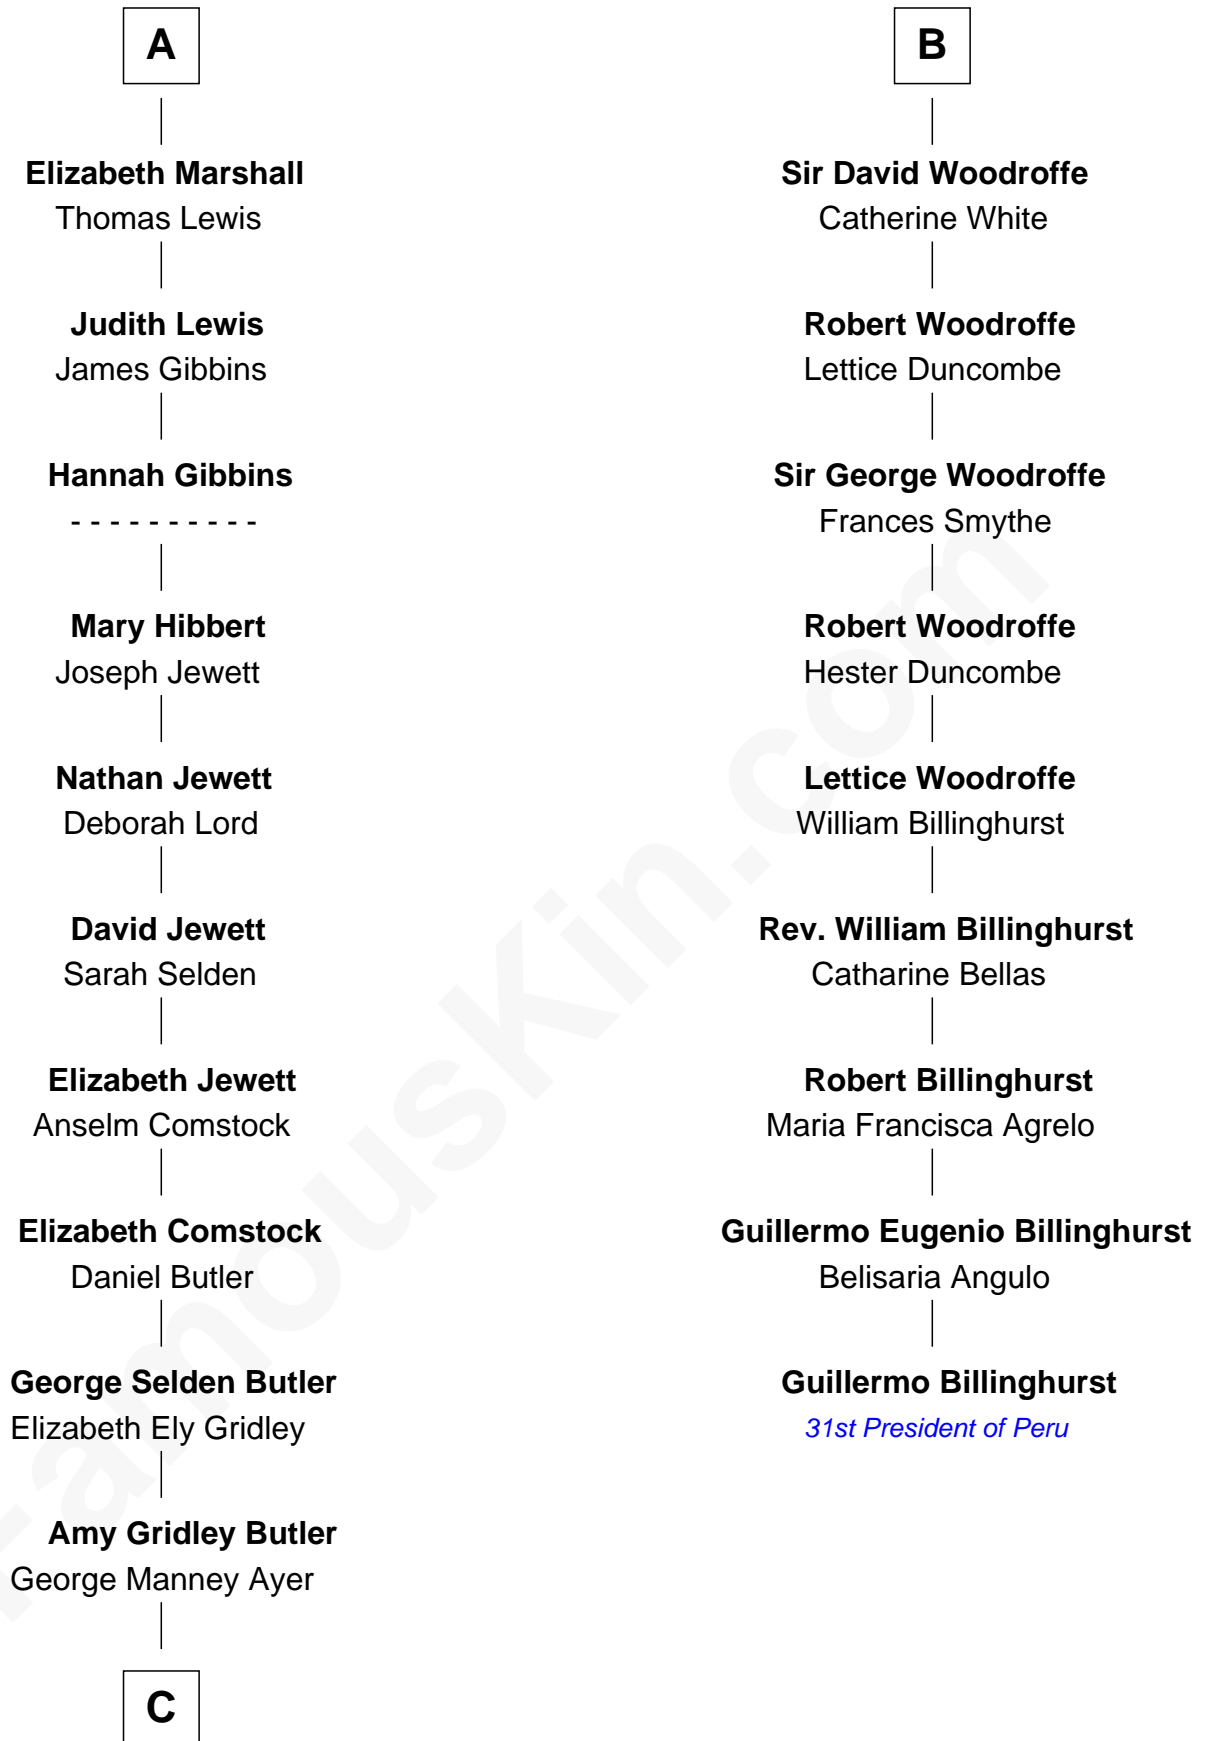 A
Elizabeth Marshall
Thomas Lewis
Judith Lewis
James Gibbins
Hannah Gibbins
- - - - - - - - - -
Mary Hibbert
Joseph Jewett
Nathan Jewett
Deborah Lord
David Jewett
Sarah Selden
Elizabeth Jewett
Anselm Comstock
Elizabeth Comstock
Daniel Butler
George Selden Butler
Elizabeth Ely Gridley
Amy Gridley Butler
George Manney Ayer
C
B
Sir David Woodroffe
Catherine White
Robert Woodroffe
Lettice Duncombe
Sir George Woodroffe
Frances Smythe
Robert Woodroffe
Hester Duncombe
Lettice Woodroffe
William Billinghurst
Rev. William Billinghurst
Catharine Bellas
Robert Billinghurst
Maria Francisca Agrelo
Guillermo Eugenio Billinghurst
Belisaria Angulo
Guillermo Billinghurst
31st President of Peru
FamousKin.com